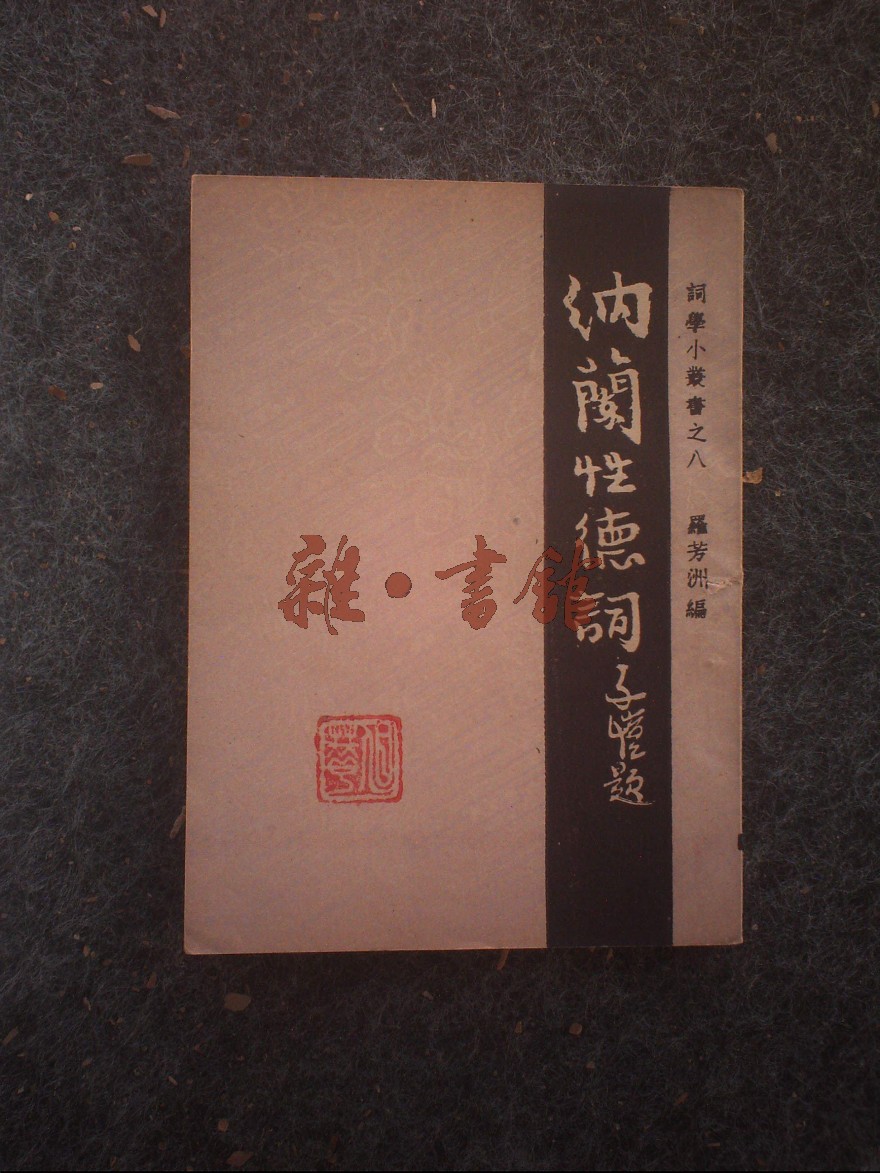 詞學小叢書之八 羅芳洲編
納蘭性德詞
子愷題
雜·書館